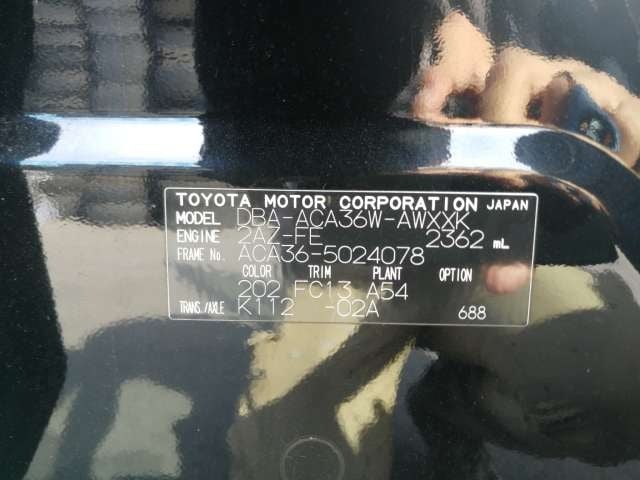 TOYOTA MOTOR CORPORATION JAPAN
MODEL DBA-ACA36W-AWXXK
ENGINE 2AZ-FE 2362 mL
FRAME No. ACA36-5024078
COLOR TRIM PLANT OPTION
202 FC13 A54
TRANS./AXLE K112 -02A 688